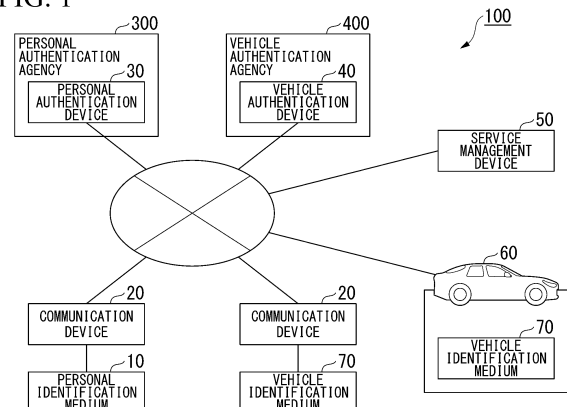 FIG. 1
300
400
100
PERSONAL
AUTHENTICATION
AGENCY
VEHICLE
AUTHENTICATION
AGENCY
30
40
PERSONAL
AUTHENTICATION
DEVICE
VEHICLE
AUTHENTICATION
DEVICE
50
SERVICE
MANAGEMENT
DEVICE
60
20
20
COMMUNICATION
DEVICE
COMMUNICATION
DEVICE
70
VEHICLE
IDENTIFICATION
MEDIUM
10
70
PERSONAL
IDENTIFICATION
MEDIUM
VEHICLE
IDENTIFICATION
MEDIUM